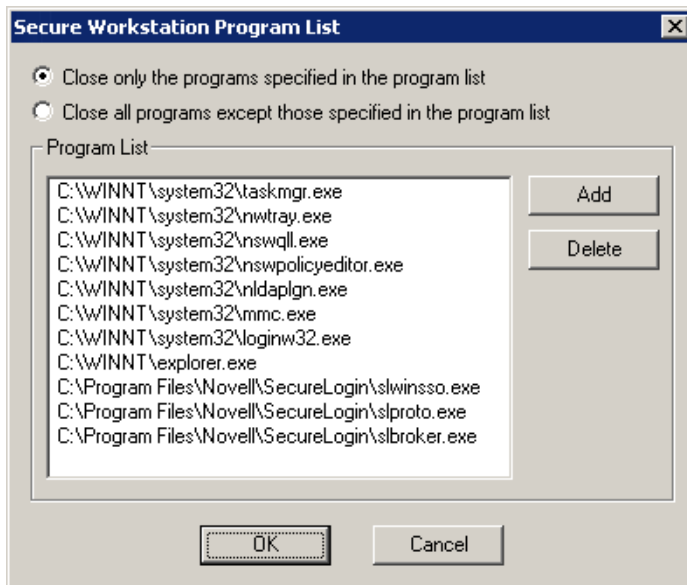 Secure Workstation Program List
Close only the programs specified in the program list
Close all programs except those specified in the program list
Program List
C:\WINNT\system32\taskmgr.exe
C:\WINNT\system32\nwtray.exe
C:\WINNT\system32\nswqll.exe
C:\WINNT\system32\nswpolicyeditor.exe
C:\WINNT\system32\nldaplgn.exe
C:\WINNT\system32\mmc.exe
C:\WINNT\system32\loginw32.exe
C:\WINNT\explorer.exe
C:\Program Files\Novell\SecureLogin\slwinsso.exe
C:\Program Files\Novell\SecureLogin\slproto.exe
C:\Program Files\Novell\SecureLogin\slbroker.exe
Add
Delete
OK
Cancel